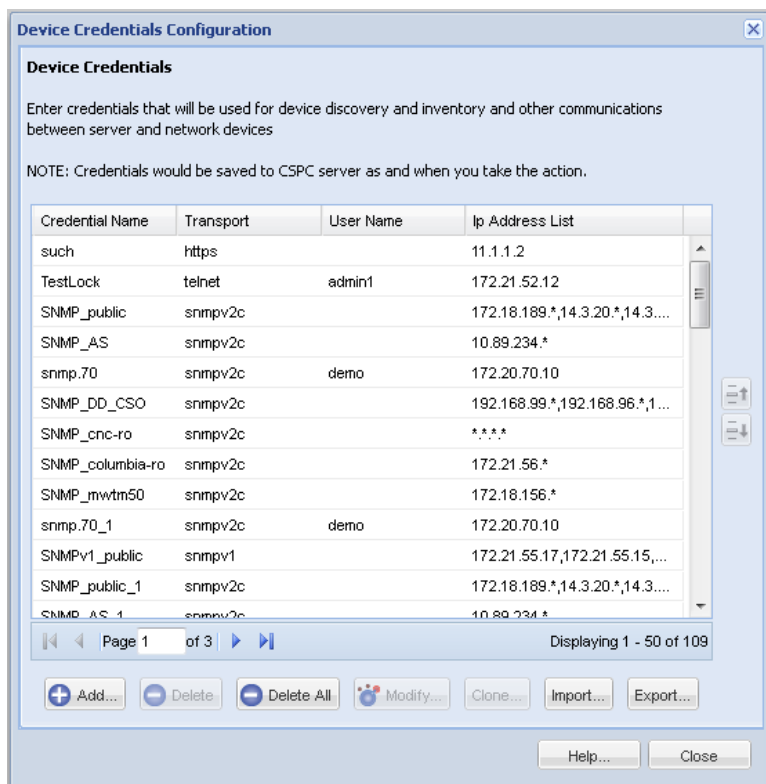 Device Credentials Configuration
Device Credentials
Enter credentials that will be used for device discovery and inventory and other communications
between server and network devices
NOTE: Credentials would be saved to CSPC server as and when you take the action.
Credential Name Transport User Name Ip Address List
such https 11.1.1.2
TestLock telnet admin1 172.21.52.12
SNMP_public snmpv2c 172.18.189.*,14.3.20.*,14.3....
SNMP_AS snmpv2c 10.89.234.*
snmp.70 snmpv2c demo 172.20.70.10
SNMP_DD_CSO snmpv2c 192.168.99.*,192.168.96.*,1...
SNMP_cnc-ro snmpv2c *.*.*.*
SNMP_columbia-ro snmpv2c 172.21.56.*
SNMP_mwtm50 snmpv2c 172.18.156.*
snmp.70_1 snmpv2c demo 172.20.70.10
SNMPv1_public snmpv1 172.21.55.17,172.21.55.15,...
SNMP_public_1 snmpv2c 172.18.189.*,14.3.20.*,14.3....
SNMP_AS_1 snmpv2c 10.89.234.*
Page 1 of 3 Displaying 1 - 50 of 109
Add... Delete Delete All Modify... Clone... Import... Export...
Help... Close